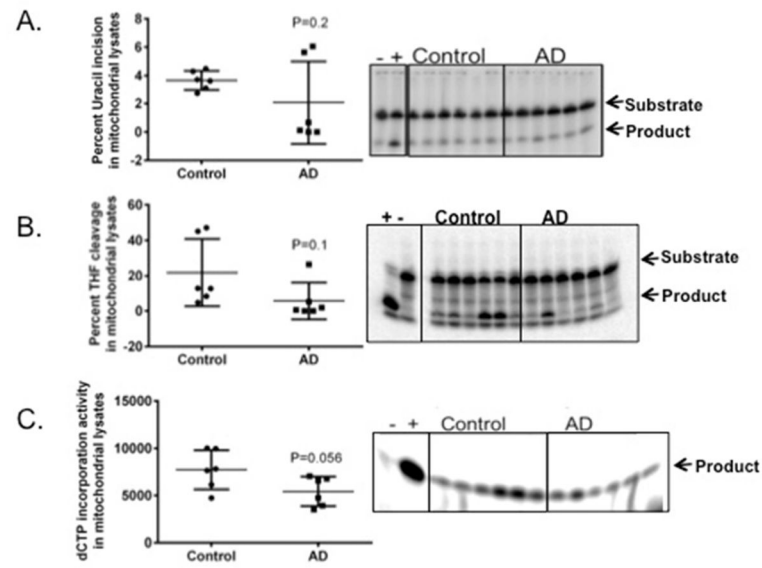 A.
Percent Uracil incision
in mitochondrial lysates
8
6
4
2
0
-2
P=0.2
Control AD
- + Control AD
Substrate
Product
B.
Percent THF cleavage
in mitochondrial lysates
60
40
20
0
-20
P=0.1
Control AD
+ - Control AD
Substrate
Product
C.
dCTP incorporation activity
in mitochondrial lysates
15000
10000
5000
0
P=0.056
Control AD
- + Control AD
Product